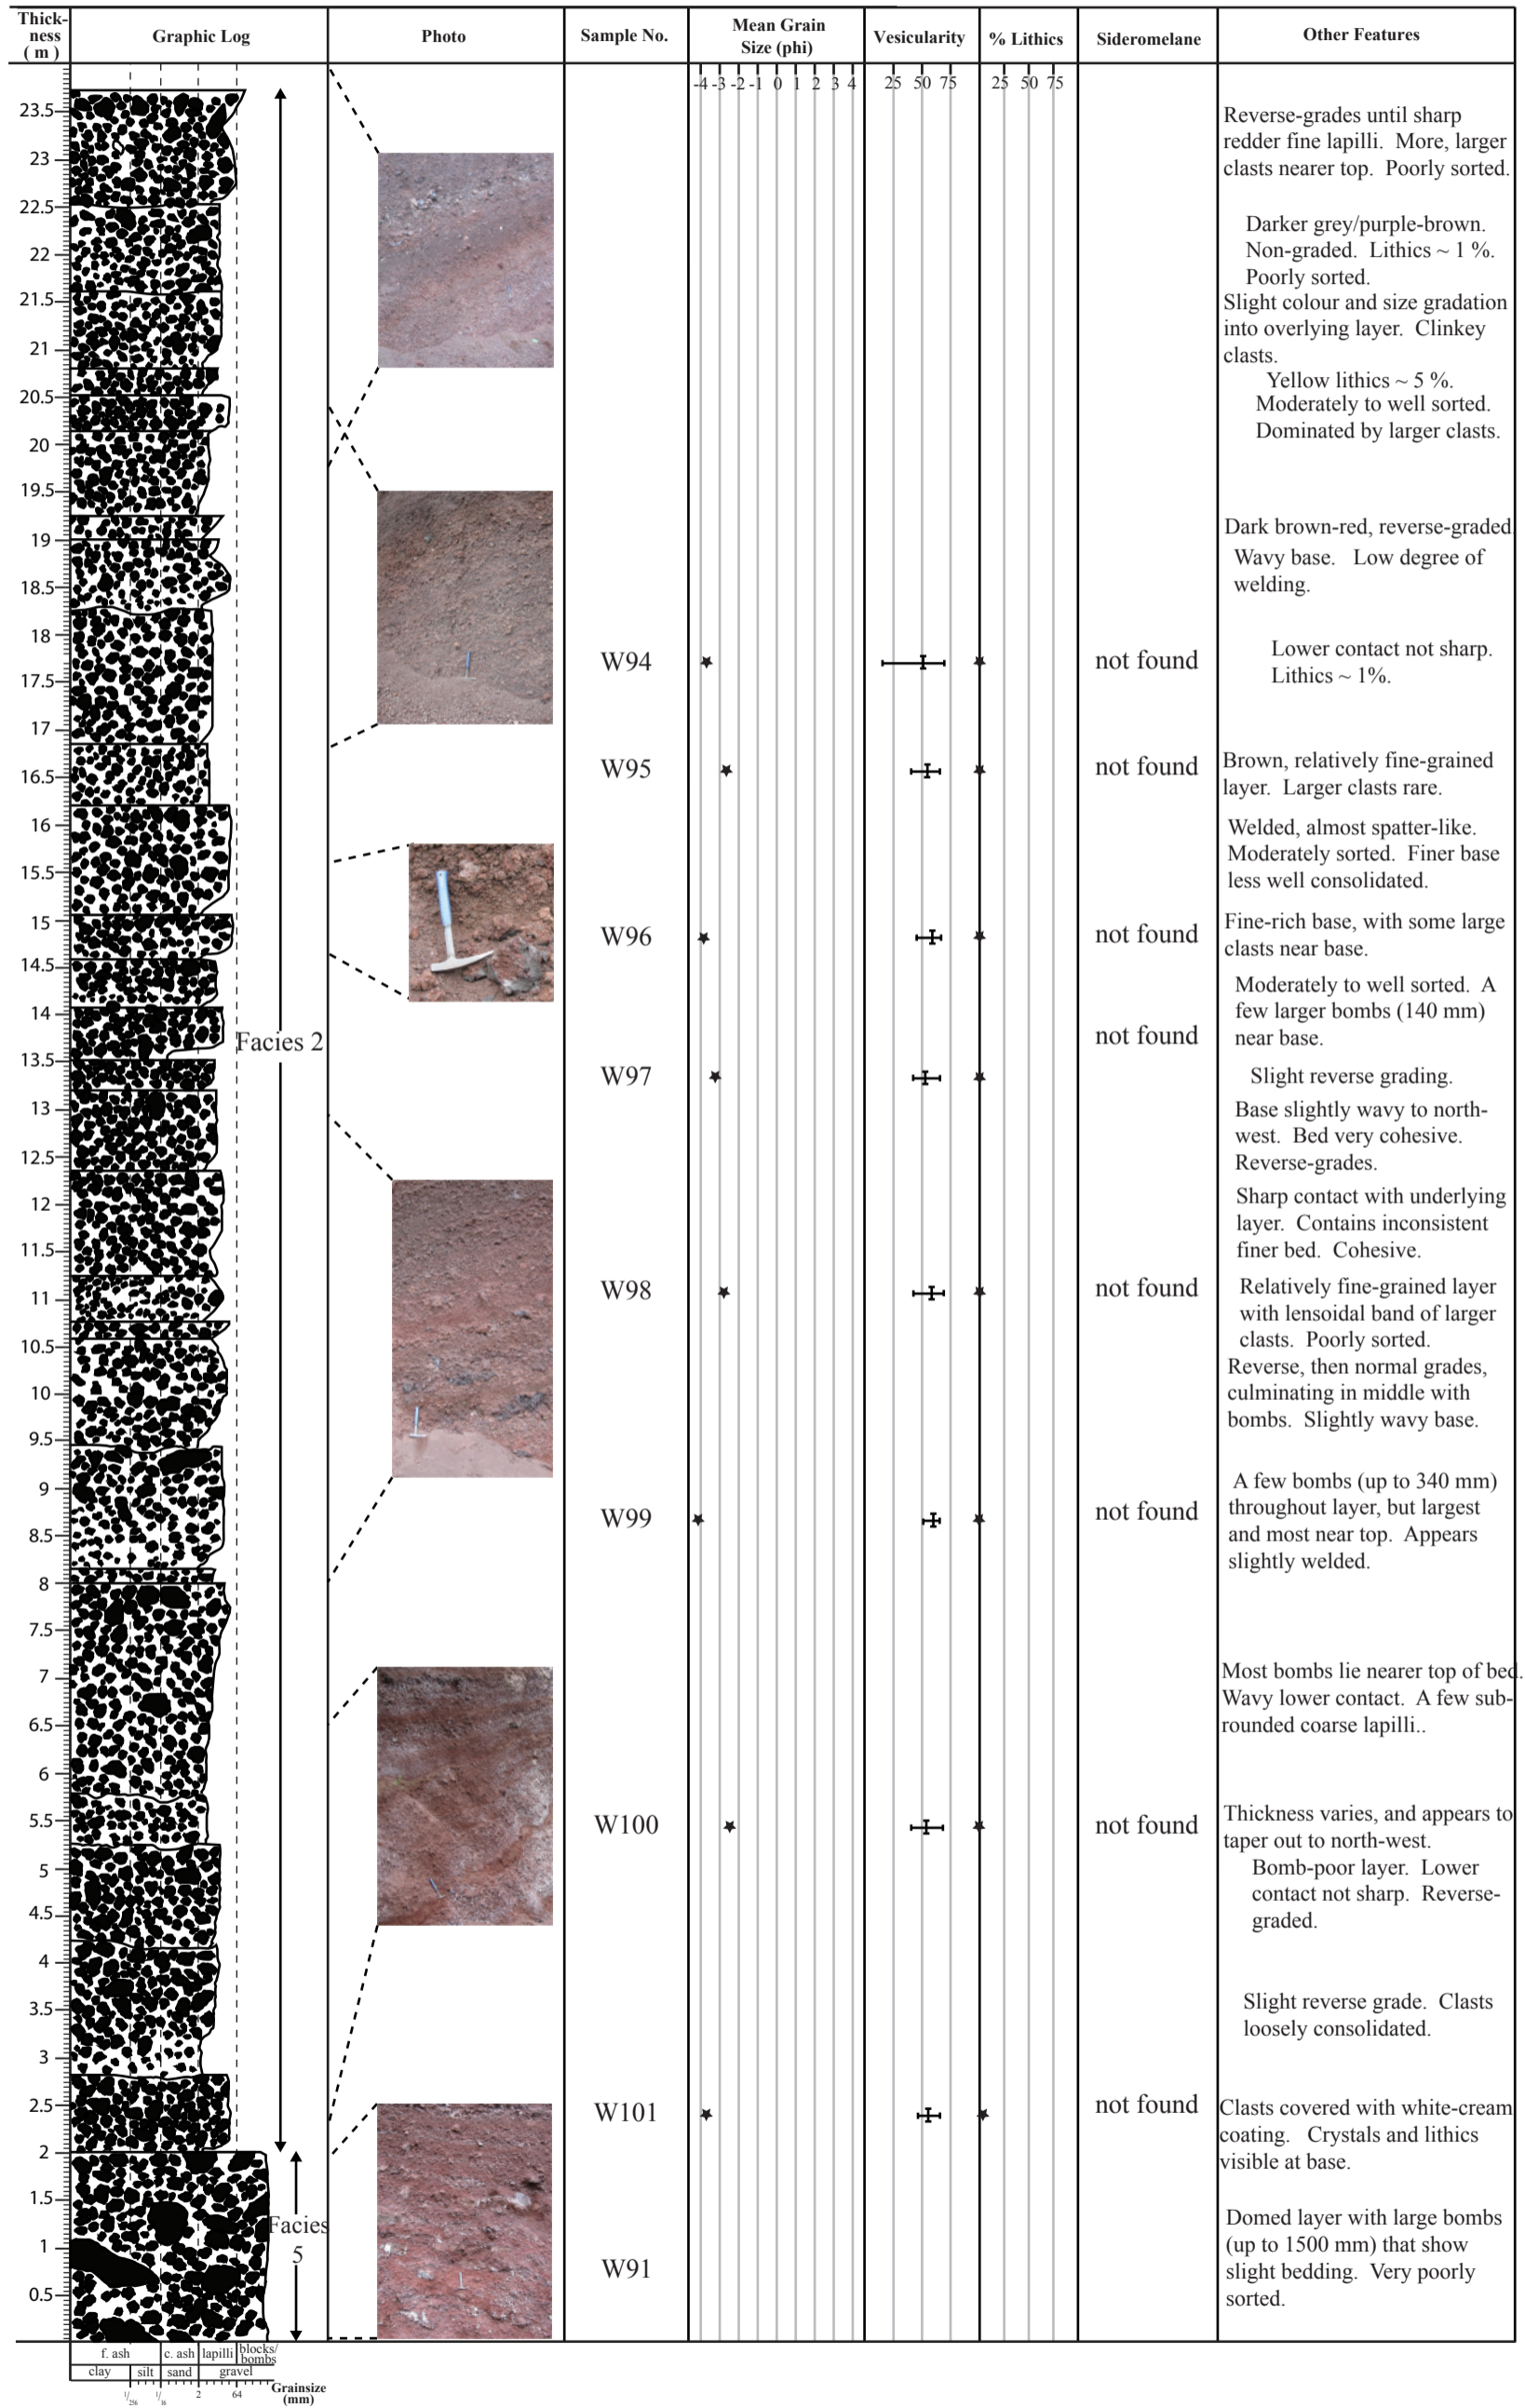 Thick-
ness
( m )
Graphic Log
Photo
Sample No.
Mean Grain
Size (phi)
Vesicularity
% Lithics
Sideromelane
Other Features
-4 -3 -2 -1 0 1 2 3 4
25 50 75
25 50 75
23.5
23
22.5
22
21.5
21
20.5
20
19.5
19
18.5
18
17.5
17
16.5
16
15.5
15
14.5
14
13.5
13
12.5
12
11.5
11
10.5
10
9.5
9
8.5
8
7.5
7
6.5
6
5.5
5
4.5
4
3.5
3
2.5
2
1.5
1
0.5
Facies 2
Facies
5
W94
W95
W96
W97
W98
W99
W100
W101
W91
not found
not found
not found
not found
not found
not found
not found
not found
Reverse-grades until sharp
redder fine lapilli. More, larger
clasts nearer top. Poorly sorted.
Darker grey/purple-brown.
Non-graded. Lithics ~ 1 %.
Poorly sorted.
Slight colour and size gradation
into overlying layer. Clinkey
clasts.
Yellow lithics ~ 5 %.
Moderately to well sorted.
Dominated by larger clasts.
Dark brown-red, reverse-graded.
Wavy base. Low degree of
welding.
Lower contact not sharp.
Lithics ~ 1%.
Brown, relatively fine-grained
layer. Larger clasts rare.
Welded, almost spatter-like.
Moderately sorted. Finer base
less well consolidated.
Fine-rich base, with some large
clasts near base.
Moderately to well sorted. A
few larger bombs (140 mm)
near base.
Slight reverse grading.
Base slightly wavy to north-
west. Bed very cohesive.
Reverse-grades.
Sharp contact with underlying
layer. Contains inconsistent
finer bed. Cohesive.
Relatively fine-grained layer
with lensoidal band of larger
clasts. Poorly sorted.
Reverse, then normal grades,
culminating in middle with
bombs. Slightly wavy base.
A few bombs (up to 340 mm)
throughout layer, but largest
and most near top. Appears
slightly welded.
Most bombs lie nearer top of bed.
Wavy lower contact. A few sub-
rounded coarse lapilli..
Thickness varies, and appears to
taper out to north-west.
Bomb-poor layer. Lower
contact not sharp. Reverse-
graded.
Slight reverse grade. Clasts
loosely consolidated.
Clasts covered with white-cream
coating. Crystals and lithics
visible at base.
Domed layer with large bombs
(up to 1500 mm) that show
slight bedding. Very poorly
sorted.
f. ash c. ash lapilli blocks/
bombs
clay silt sand gravel
1/256 1/16 2 64
Grainsize
(mm)